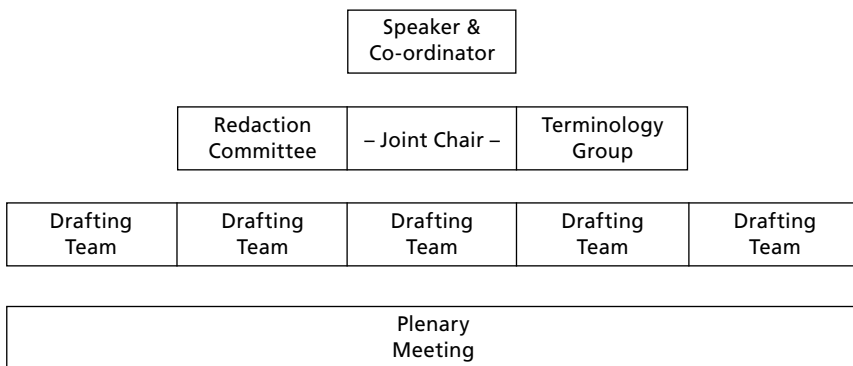 Speaker &
Co-ordinator
Redaction
Committee
– Joint Chair –
Terminology
Group
Drafting
Team
Drafting
Team
Drafting
Team
Drafting
Team
Drafting
Team
Plenary
Meeting